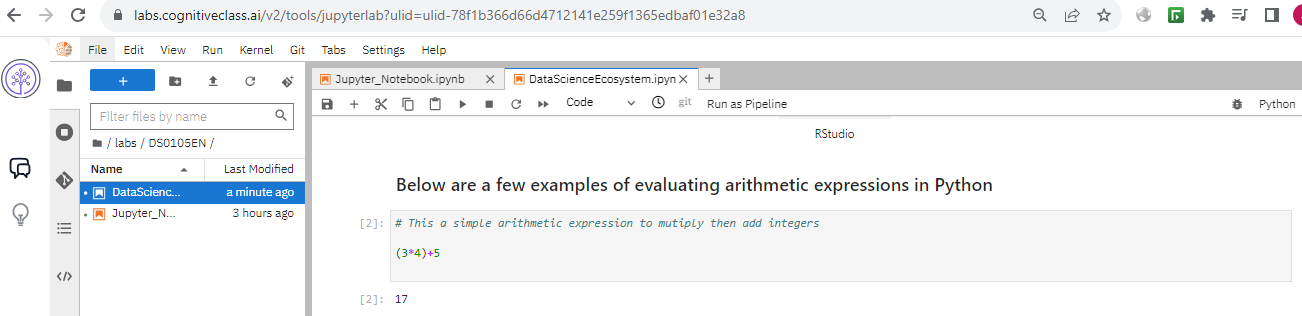 labs.cognitiveclass.ai/v2/tools/jupyterlab?ulid=ulid-78f1b366d66d4712141e259f1365edbaf01e32a8
File Edit View Run Kernel Git Tabs Settings Help
+
Filter files by name
/ labs / DS0105EN /
Name Last Modified
DataScienc... a minute ago
Jupyter_N... 3 hours ago
Jupyter_Notebook.ipynb DataScienceEcosystem.ipyn
Code git Run as Pipeline Python
RStudio
Below are a few examples of evaluating arithmetic expressions in Python
[2]: # This a simple arithmetic expression to mutiply then add integers
(3*4)+5
[2]: 17